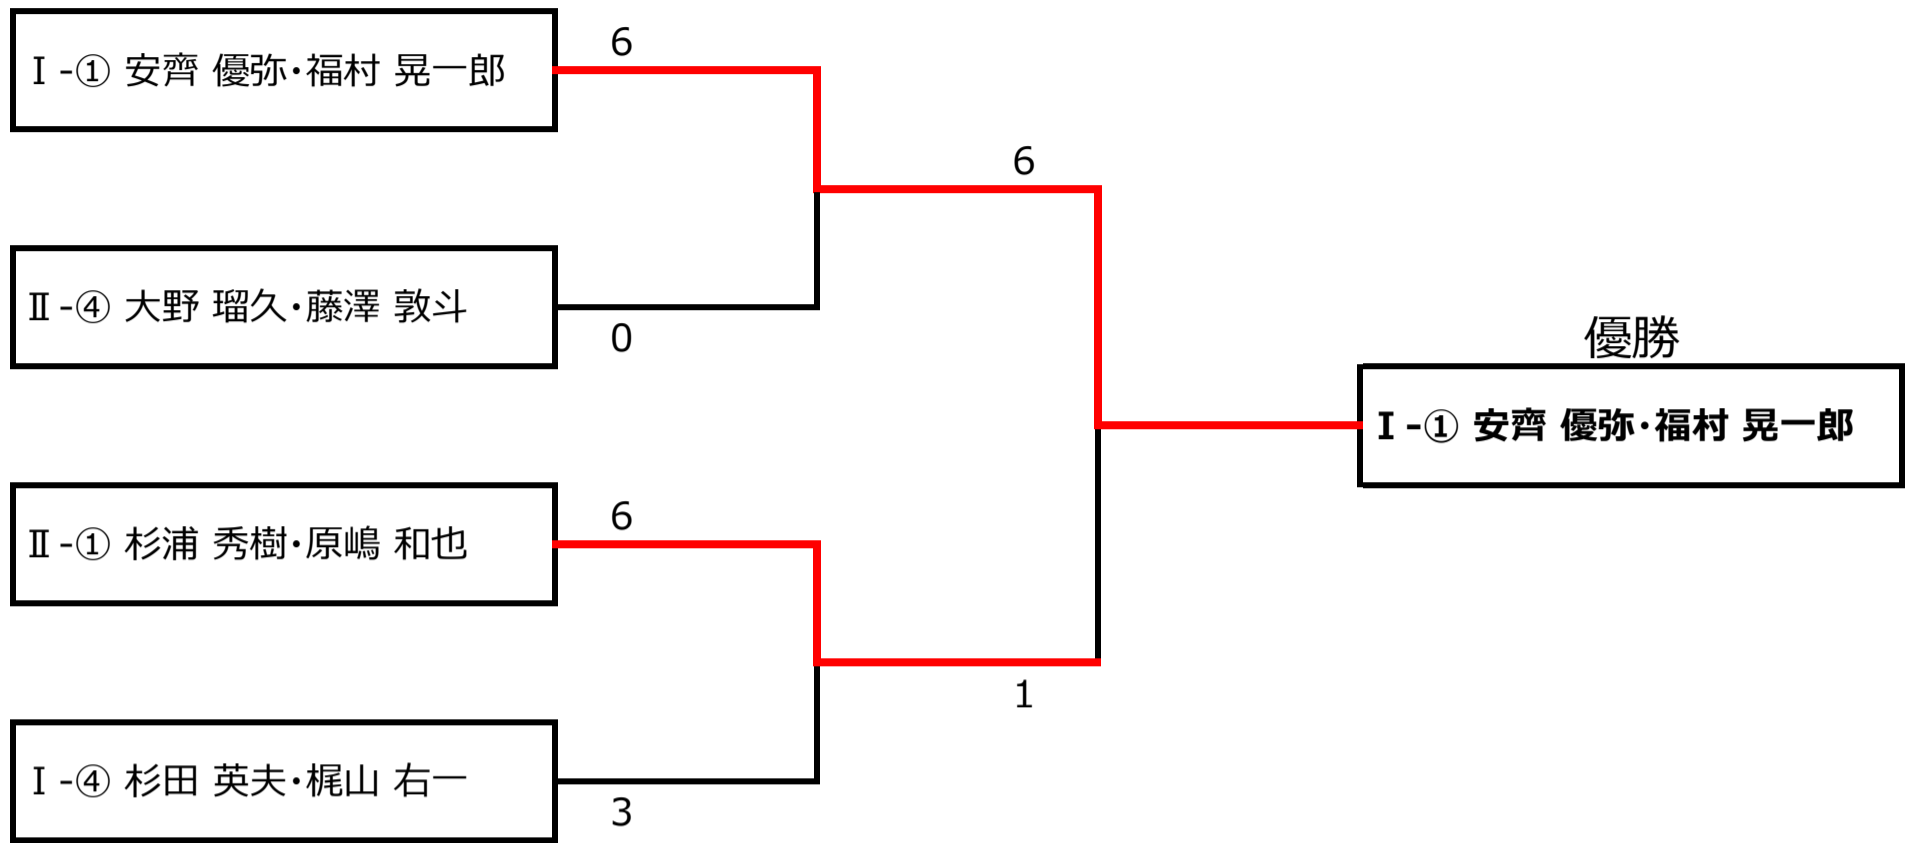 6
Ⅰ-① 安齊 優弥・福村 晃一郎
6
Ⅱ-④ 大野 瑠久・藤澤 敦斗
0
優勝
Ⅰ-① 安齊 優弥・福村 晃一郎
6
Ⅱ-① 杉浦 秀樹・原嶋 和也
1
Ⅰ-④ 杉田 英夫・梶山 右一
3